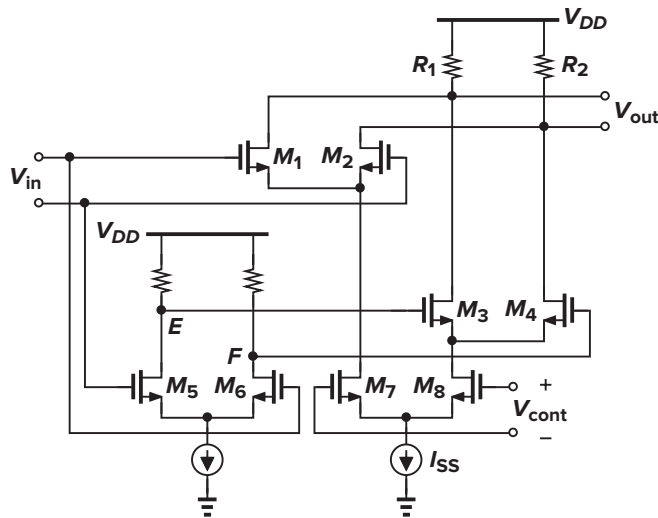 V_DD
R_1
R_2
V_out
M_1
M_2
V_in
V_DD
M_3
M_4
E
F
M_5
M_6
M_7
M_8
+
V_cont
−
I_SS